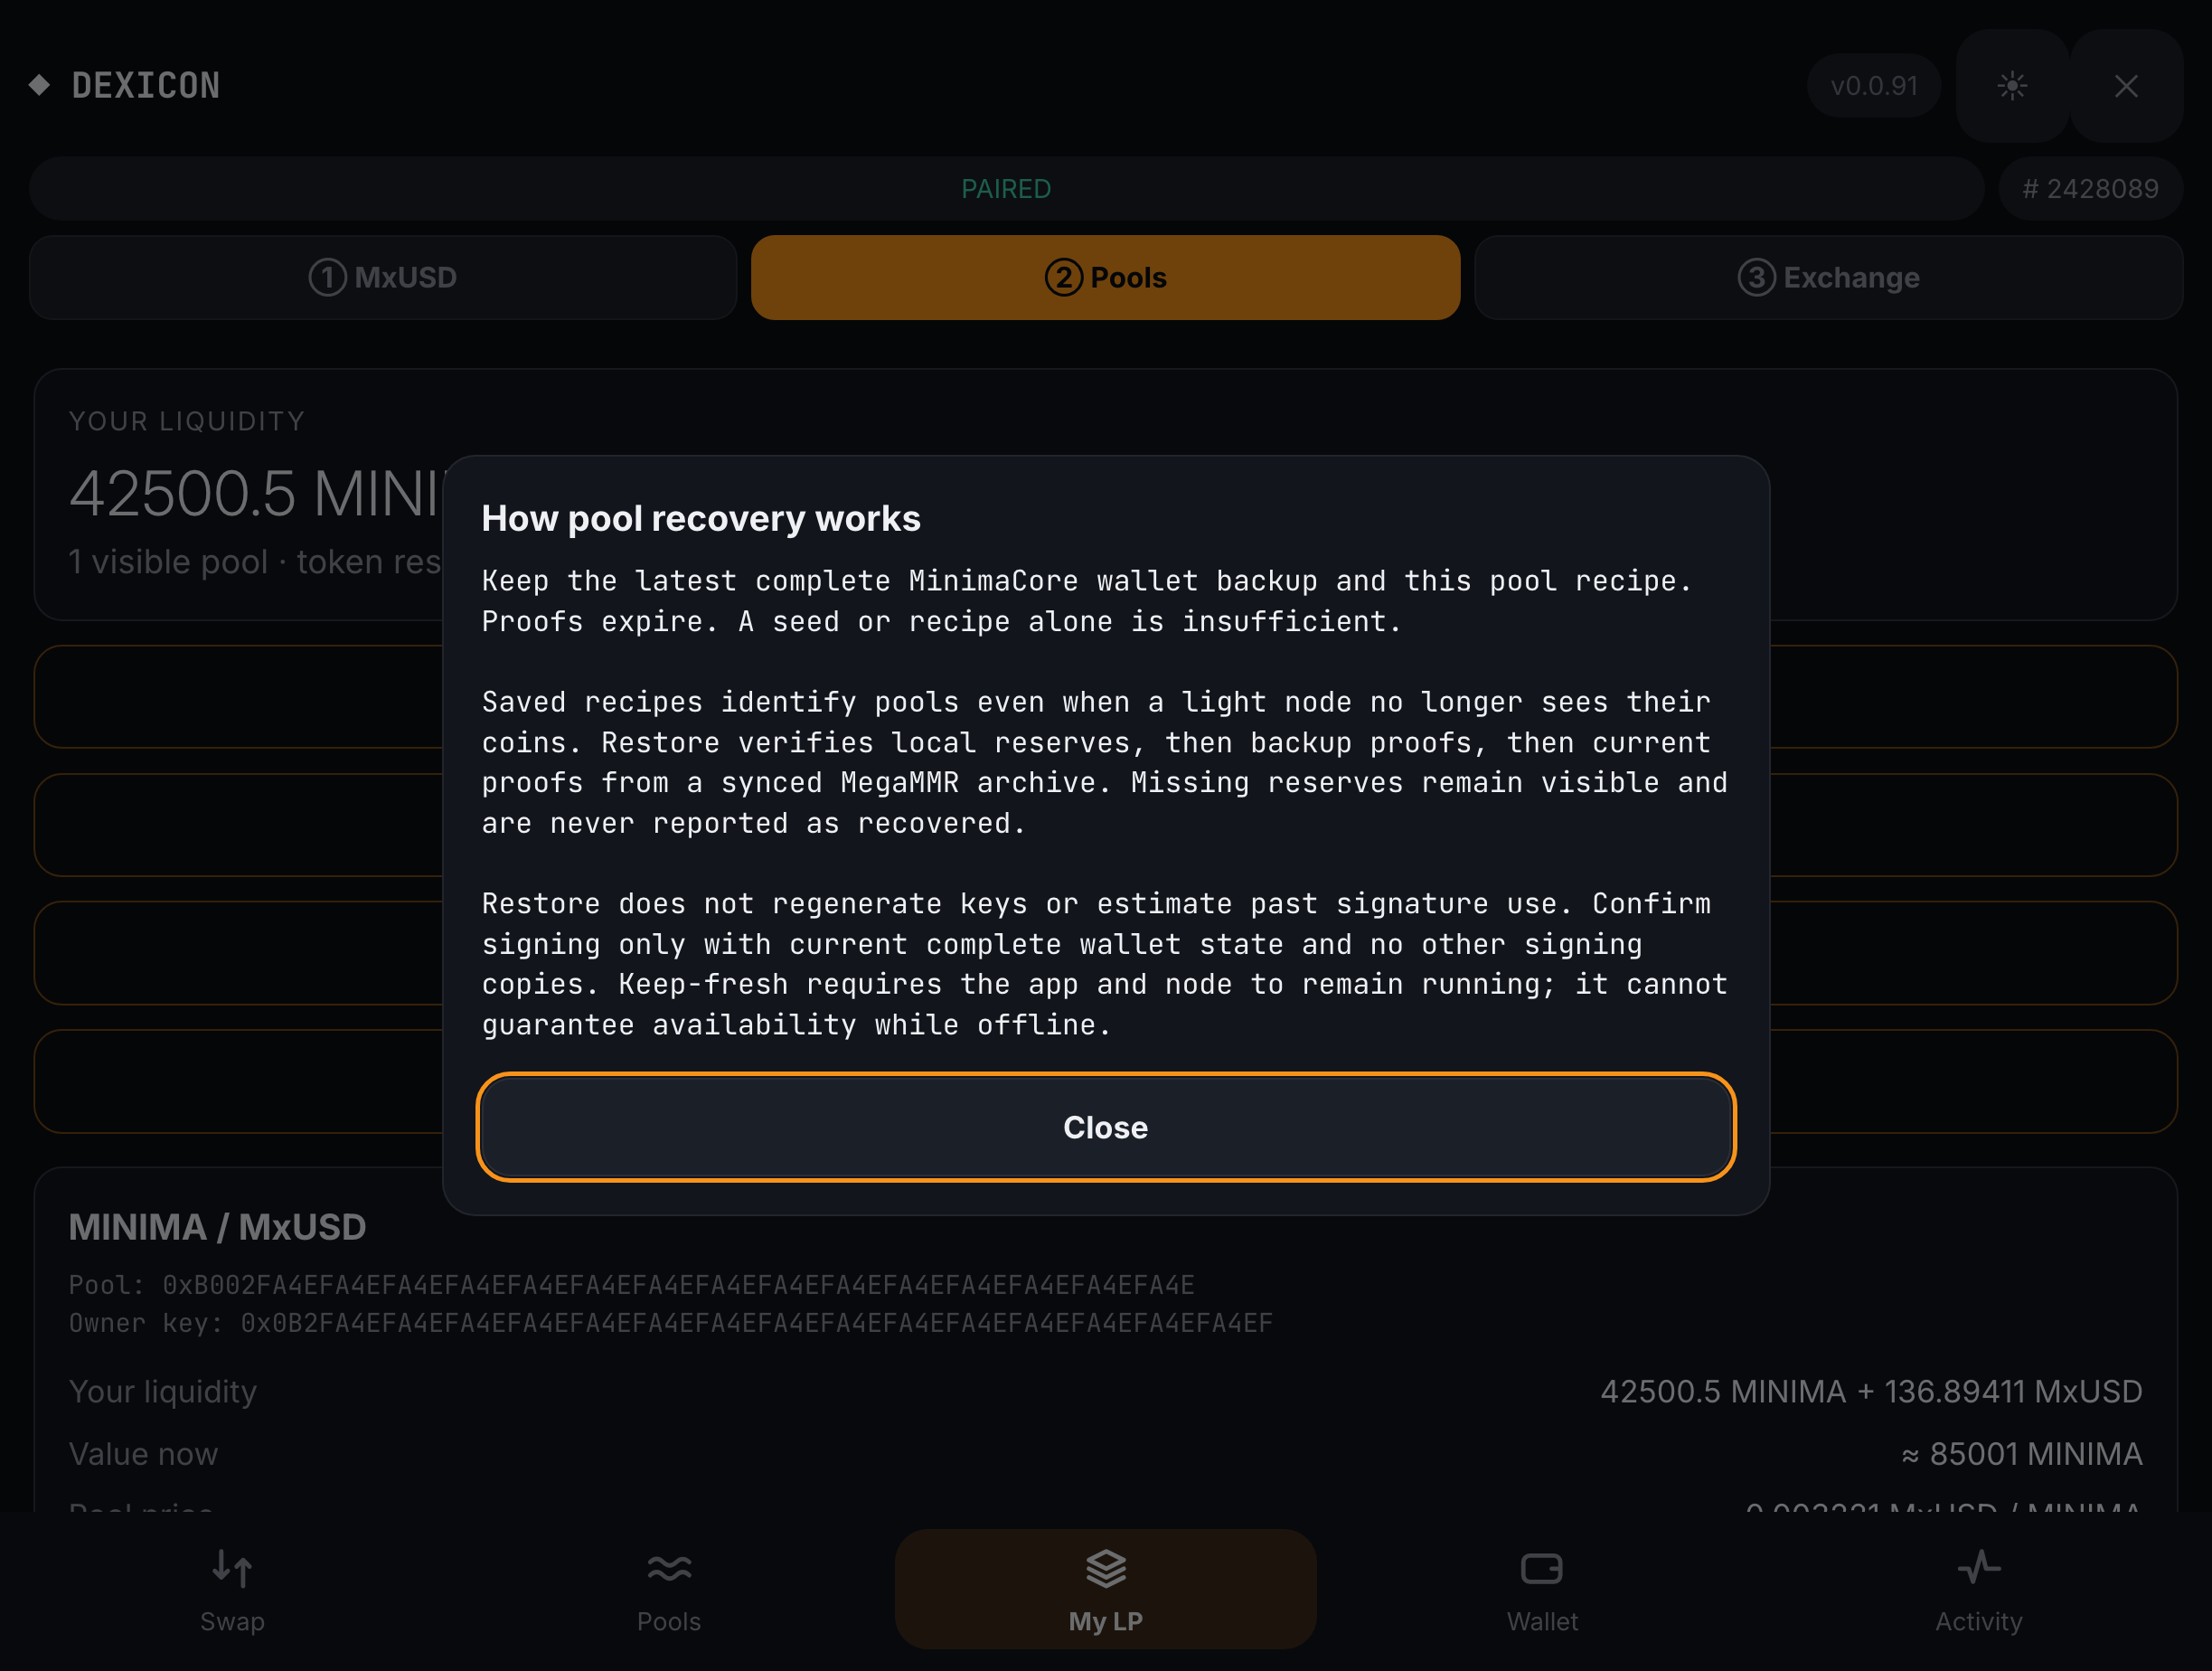 DEXICON
v0.0.91
PAIRED
# 2428089
1 MxUSD
2 Pools
3 Exchange
YOUR LIQUIDITY
42500.5
1 visible pool · token
How pool recovery works
Keep the latest complete MinimaCore wallet backup and this pool recipe.
Proofs expire. A seed or recipe alone is insufficient.
Saved recipes identify pools even when a light node no longer sees their
coins. Restore verifies local reserves, then backup proofs, then current
proofs from a synced MegaMMR archive. Missing reserves remain visible and
are never reported as recovered.
Restore does not regenerate keys or estimate past signature use. Confirm
signing only with current complete wallet state and no other signing
copies. Keep-fresh requires the app and node to remain running; it cannot
guarantee availability while offline.
Close
MINIMA / MxUSD
Pool: 0xB002FA4EFA4EFA4EFA4EFA4EFA4EFA4EFA4EFA4EFA4EFA4EFA4EFA4EFA4EFA4EFA4E
Owner key: 0x0B2FA4EFA4EFA4EFA4EFA4EFA4EFA4EFA4EFA4EFA4EFA4EFA4EFA4EFA4EFA4EFA4EF
Your liquidity
42500.5 MINIMA + 136.89411 MxUSD
Value now
≈ 85001 MINIMA
Swap
Pools
My LP
Wallet
Activity